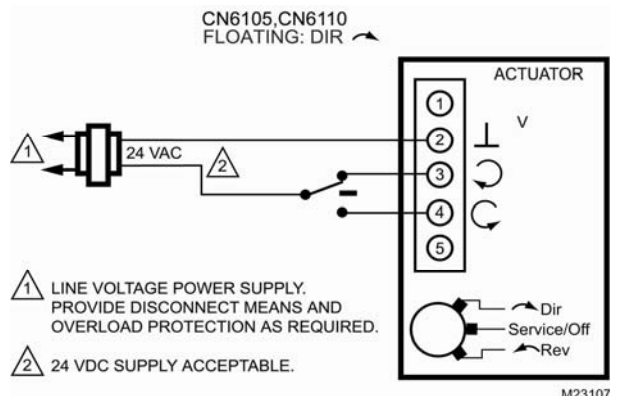 CN6105,CN6110
FLOATING: DIR
ACTUATOR
1
V
1
24 VAC
2
2
3
4
5
1 LINE VOLTAGE POWER SUPPLY.
PROVIDE DISCONNECT MEANS AND
OVERLOAD PROTECTION AS REQUIRED.
2 24 VDC SUPPLY ACCEPTABLE.
Dir
Service/Off
Rev
M23107